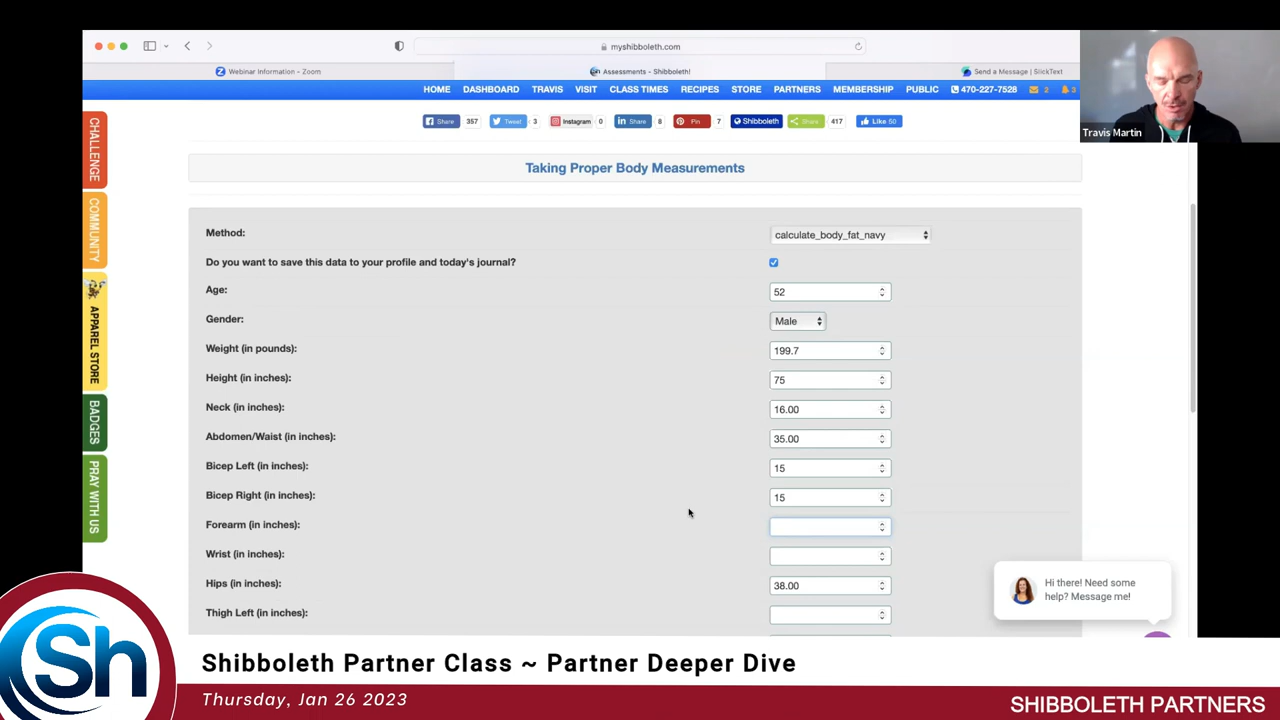 myshibboleth.com
Webinar Information - Zoom
Assessments - Shibboleth!
Send a Message | SlickText
HOME DASHBOARD TRAVIS VISIT CLASS TIMES RECIPES STORE PARTNERS MEMBERSHIP PUBLIC 470-227-7528 2 3
Share 357 Tweet 3 Instagram 0 Share 8 Pin 7 Shibboleth Share 417 Like 50
Travis Martin
CHALLENGE
COMMUNITY
APPAREL STORE
BADGES
PRAY WITH US
Taking Proper Body Measurements
Method: calculate_body_fat_navy
Do you want to save this data to your profile and today's journal?
Age: 52
Gender: Male
Weight (in pounds): 199.7
Height (in inches): 75
Neck (in inches): 16.00
Abdomen/Waist (in inches): 35.00
Bicep Left (in inches): 15
Bicep Right (in inches): 15
Forearm (in inches):
Wrist (in inches):
Hips (in inches): 38.00
Thigh Left (in inches):
Hi there! Need some
help? Message me!
Sh
Shibboleth Partner Class ~ Partner Deeper Dive
Thursday, Jan 26 2023
SHIBBOLETH PARTNERS